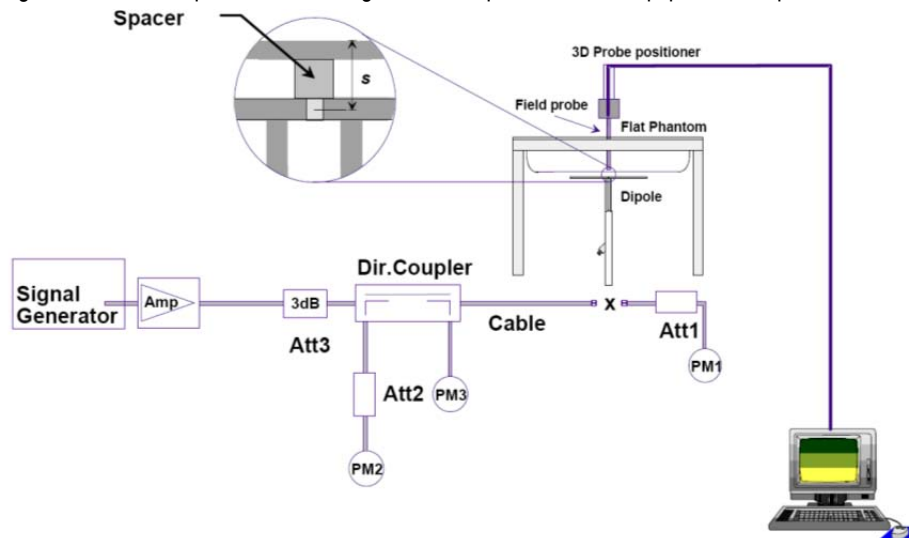 Spacer
s
3D Probe positioner
Field probe
Flat Phantom
Dipole
Signal
Generator
Amp
3dB
Att3
Dir.Coupler
Att2
PM3
PM2
Cable
X
Att1
PM1